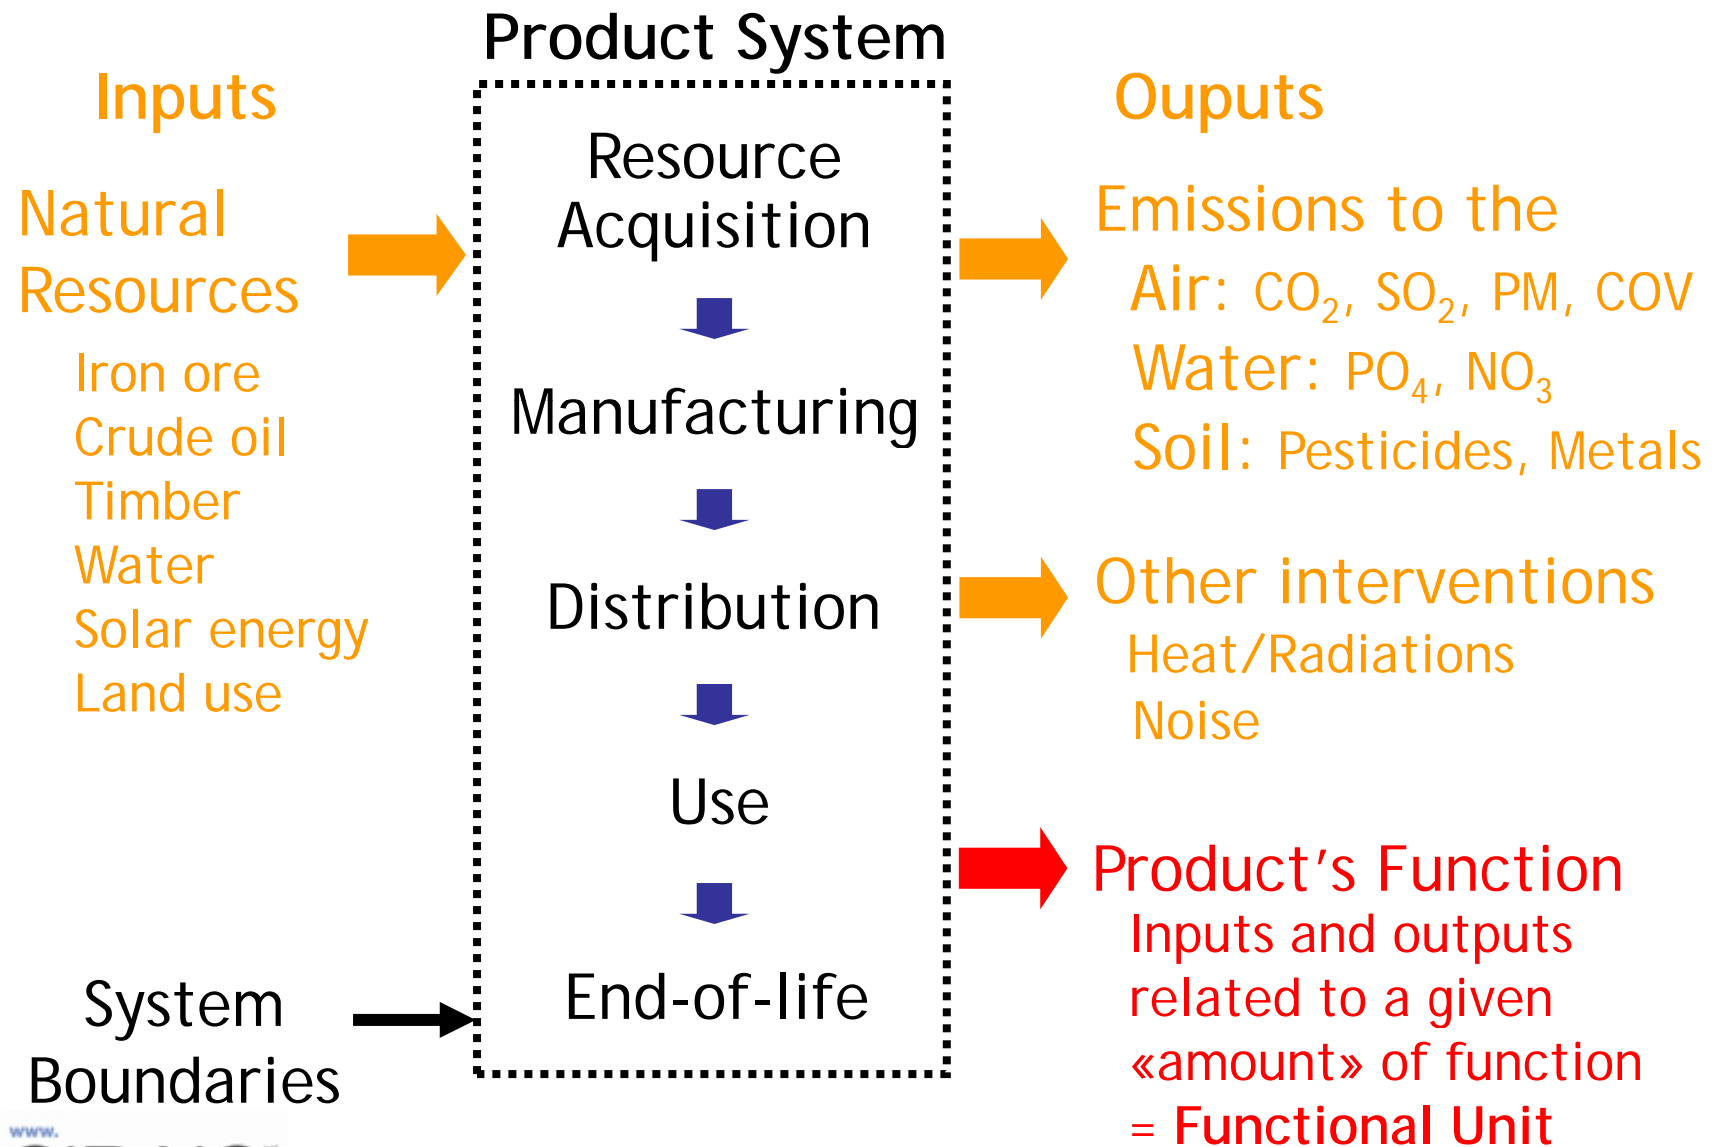 Product System
Inputs
Natural
Resources
Iron ore
Crude oil
Timber
Water
Solar energy
Land use
System
Boundaries
Resource
Acquisition
Manufacturing
Distribution
Use
End-of-life
Ouputs
Emissions to the
Air: CO₂, SO₂, PM, COV
Water: PO₄, NO₃
Soil: Pesticides, Metals
Other interventions
Heat/Radiations
Noise
Product's Function
Inputs and outputs
related to a given
«amount» of function
= Functional Unit
www.